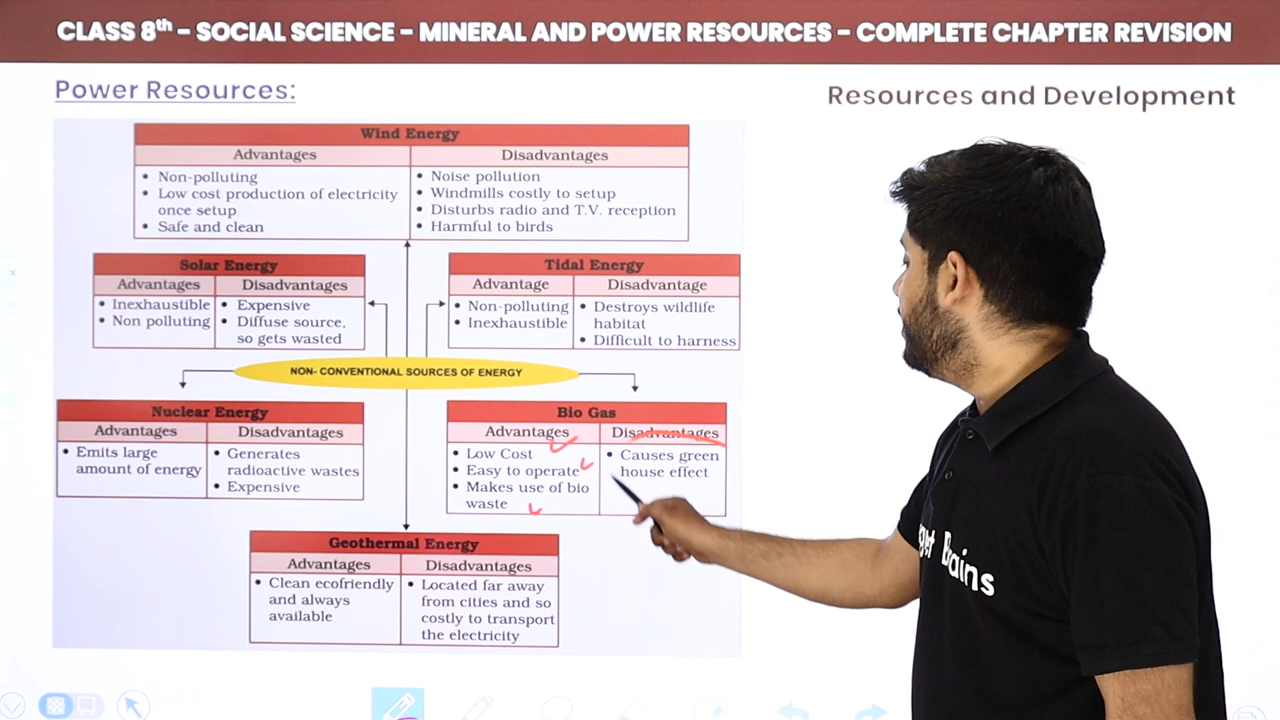 CLASS 8th – SOCIAL SCIENCE – MINERAL AND POWER RESOURCES – COMPLETE CHAPTER REVISION
Power Resources:
Resources and Development
Wind Energy
Advantages
Disadvantages
• Non-polluting
• Low cost production of electricity
once setup
• Safe and clean
• Noise pollution
• Windmills costly to setup
• Disturbs radio and T.V. reception
• Harmful to birds
Solar Energy
Advantages
Disadvantages
• Inexhaustible
• Non polluting
• Expensive
• Diffuse source,
so gets wasted
Tidal Energy
Advantage
Disadvantage
• Non-polluting
• Inexhaustible
• Destroys wildlife
habitat
• Difficult to harness
NON- CONVENTIONAL SOURCES OF ENERGY
Nuclear Energy
Advantages
Disadvantages
• Emits large
amount of energy
• Generates
radioactive wastes
• Expensive
Bio Gas
Advantages
Disadvantages
• Low Cost
• Easy to operate
• Makes use of bio
waste
• Causes green
house effect
Geothermal Energy
Advantages
Disadvantages
• Clean ecofriendly
and always
available
• Located far away
from cities and so
costly to transport
the electricity
Brains